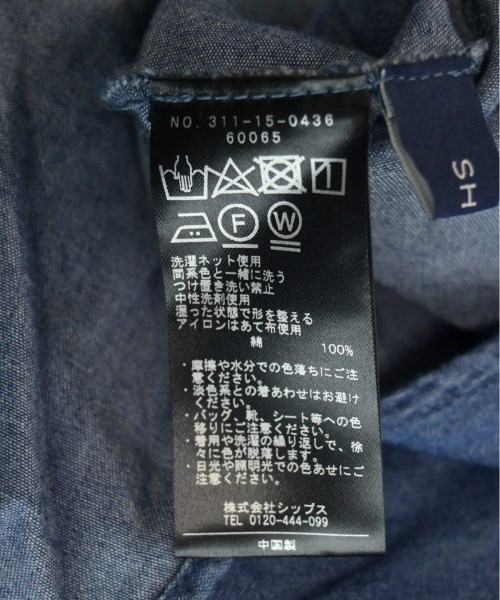 NO. 311-15-0436
60065
F W
洗濯ネット使用
同系色と一緒に洗う
つけ置き洗い禁止
中性洗剤使用
湿った状態で形を整える
アイロンはあて布使用
綿 100%
・摩擦や水分での色落ちにご注
意ください。
・淡色系との着あわせはお避け
ください。
・バッグ、靴、シート等への色
移りにご注意ください。
・着用や洗濯の繰り返しで、徐
々に色が脱落します。
・日光や照明光での色あせにご
注意ください。
株式会社シップス
TEL 0120-444-099
中国製
SH